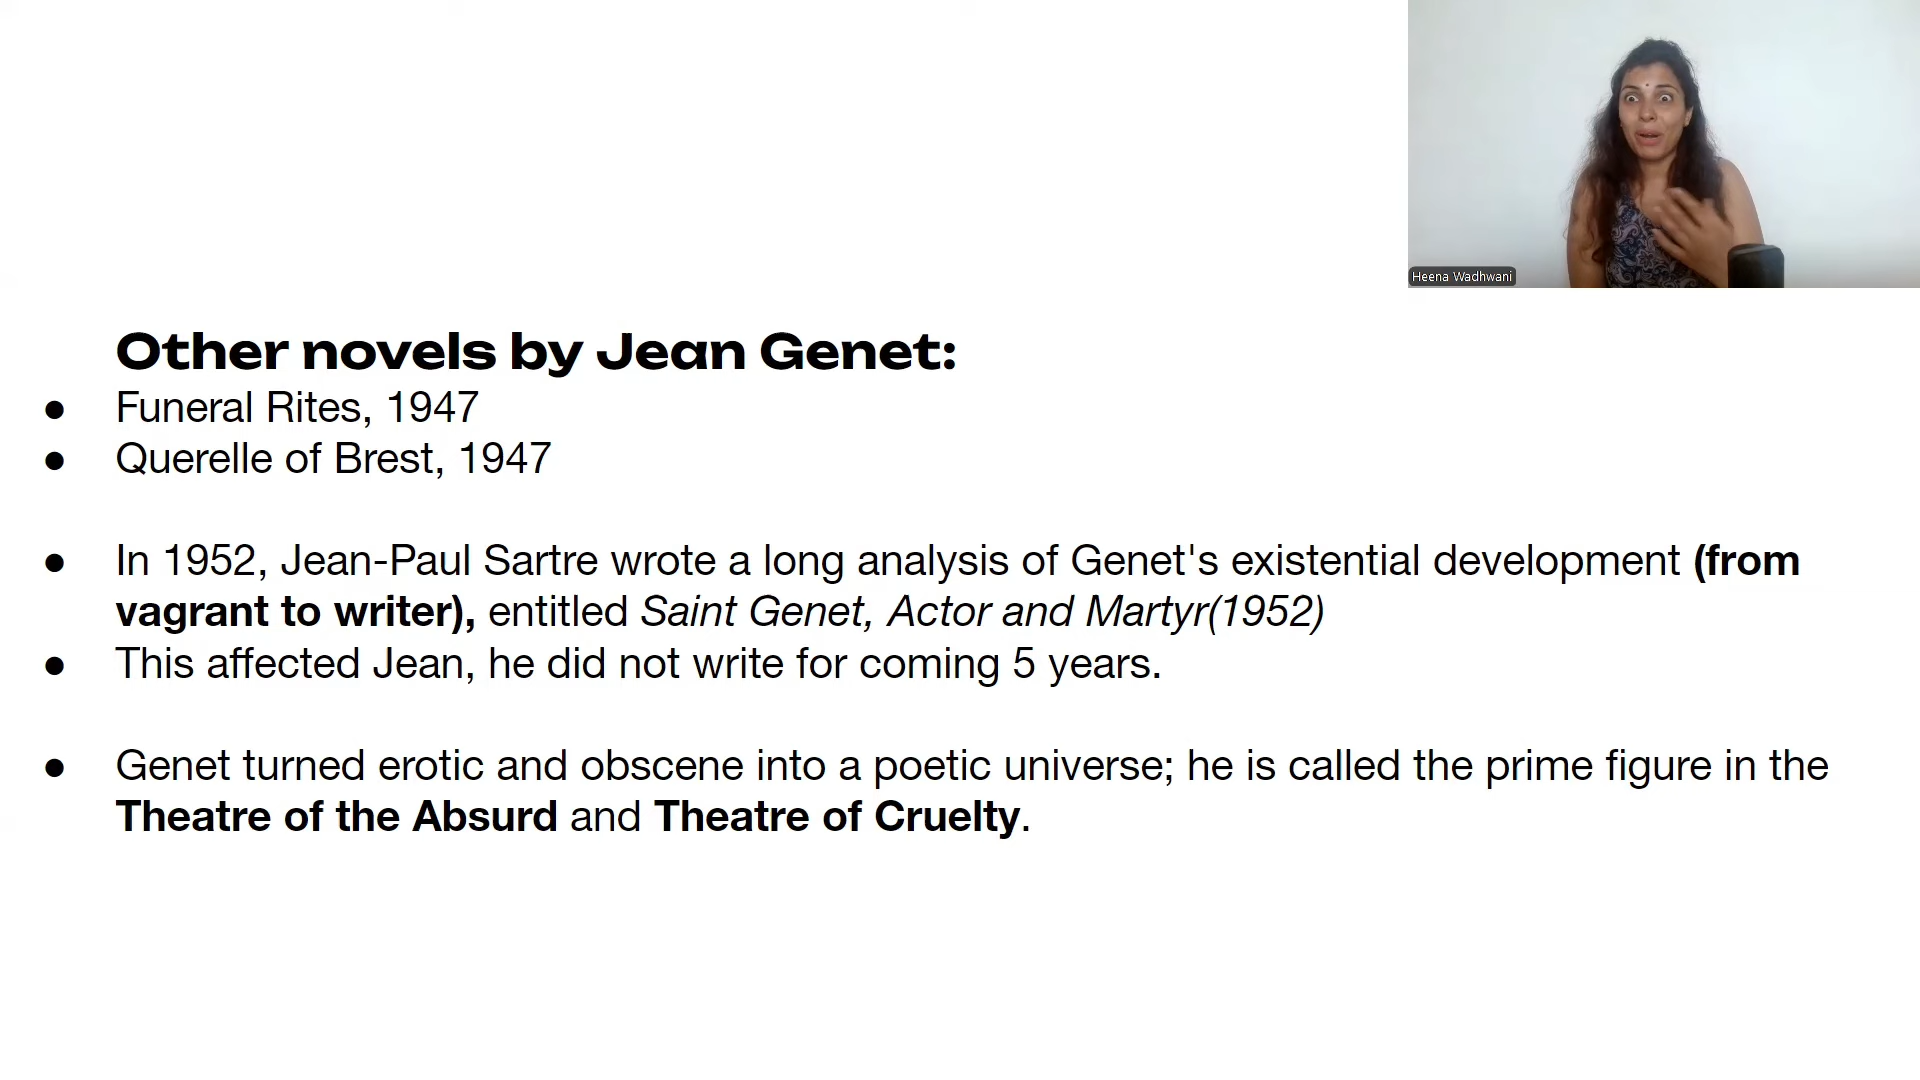 Heena Wadhwani
Other novels by Jean Genet:
● Funeral Rites, 1947
● Querelle of Brest, 1947
● In 1952, Jean-Paul Sartre wrote a long analysis of Genet's existential development (from
vagrant to writer), entitled Saint Genet, Actor and Martyr(1952)
● This affected Jean, he did not write for coming 5 years.
● Genet turned erotic and obscene into a poetic universe; he is called the prime figure in the
Theatre of the Absurd and Theatre of Cruelty.